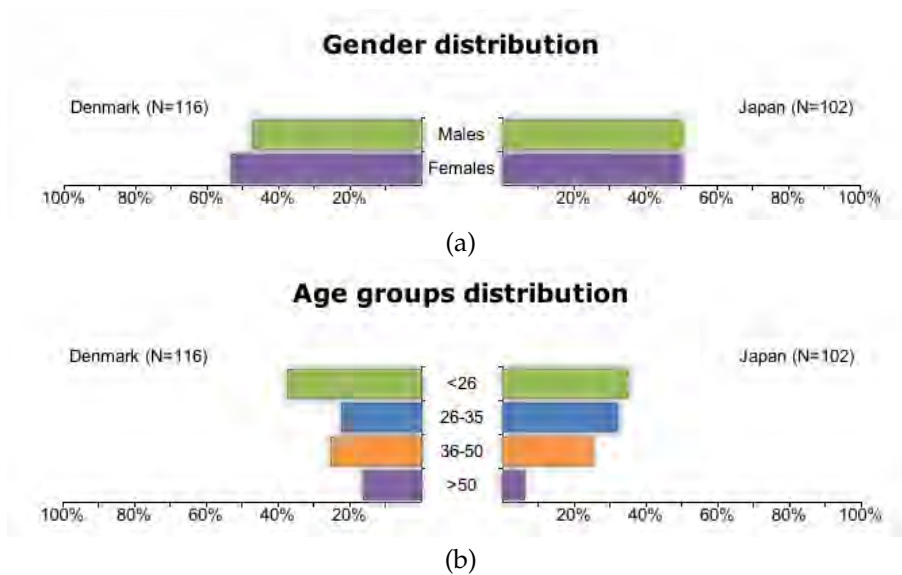 Gender distribution
Denmark (N=116) Japan (N=102)
Males
Females
100% 80% 60% 40% 20% 20% 40% 60% 80% 100%
(a)
Age groups distribution
Denmark (N=116) Japan (N=102)
<26
26-35
36-50
>50
100% 80% 60% 40% 20% 20% 40% 60% 80% 100%
(b)